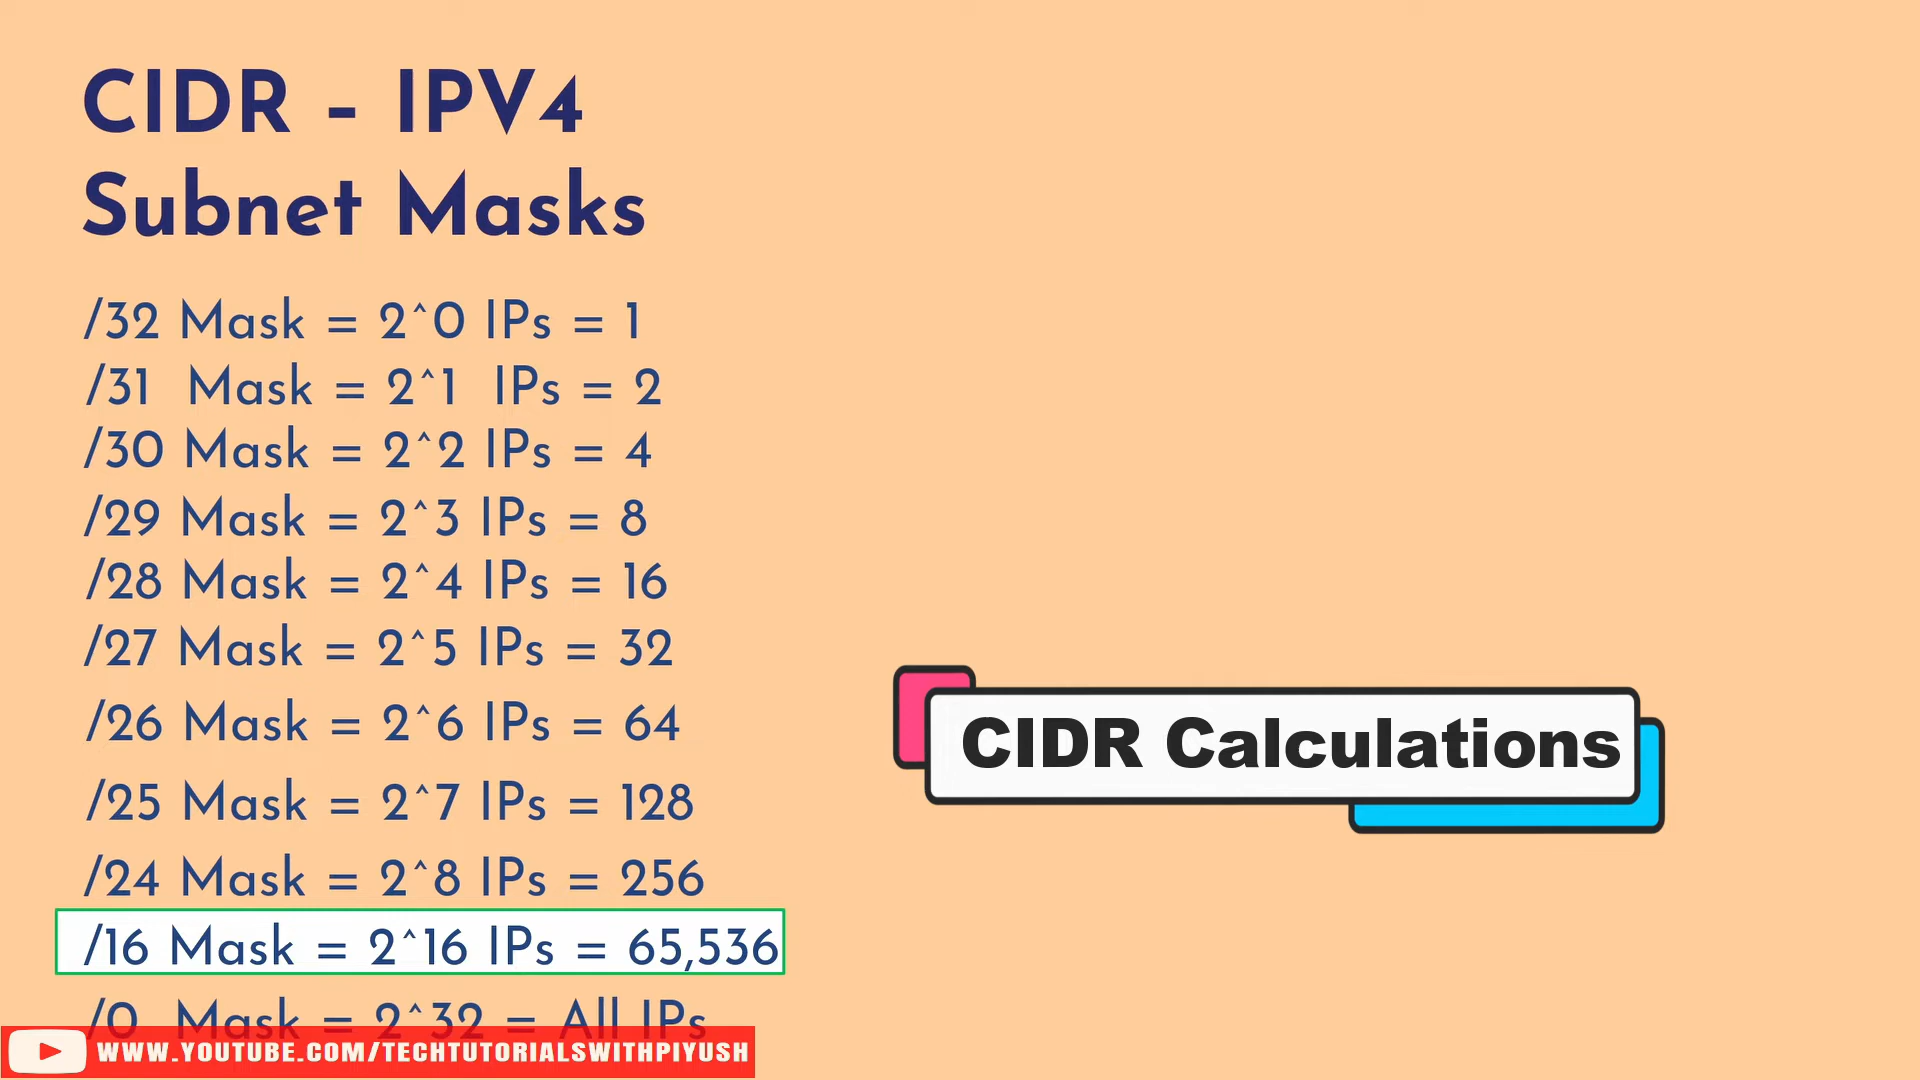 CIDR – IPV4
Subnet Masks
/32 Mask = 2^0 IPs = 1
/31 Mask = 2^1 IPs = 2
/30 Mask = 2^2 IPs = 4
/29 Mask = 2^3 IPs = 8
/28 Mask = 2^4 IPs = 16
/27 Mask = 2^5 IPs = 32
/26 Mask = 2^6 IPs = 64
/25 Mask = 2^7 IPs = 128
/24 Mask = 2^8 IPs = 256
/16 Mask = 2^16 IPs = 65,536
/0 Mask = 2^32 = All IPs
CIDR Calculations
WWW.YOUTUBE.COM/TECHTUTORIALSWITHPIYUSH